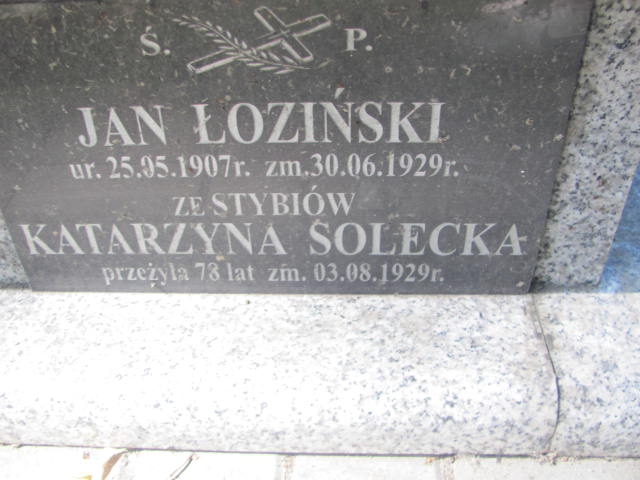 Ś. P.
JAN ŁOZIŃSKI
ur. 25.05.1907r. zm.30.06.1929r.
ZE STYBIÓW
KATARZYNA SOLECKA
przeżyła 78 lat zm. 03.08.1929r.